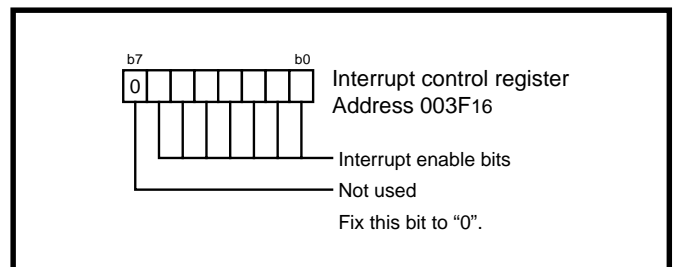 b7 b0
0
Interrupt control register
Address 003F16
Interrupt enable bits
Not used
Fix this bit to “0”.